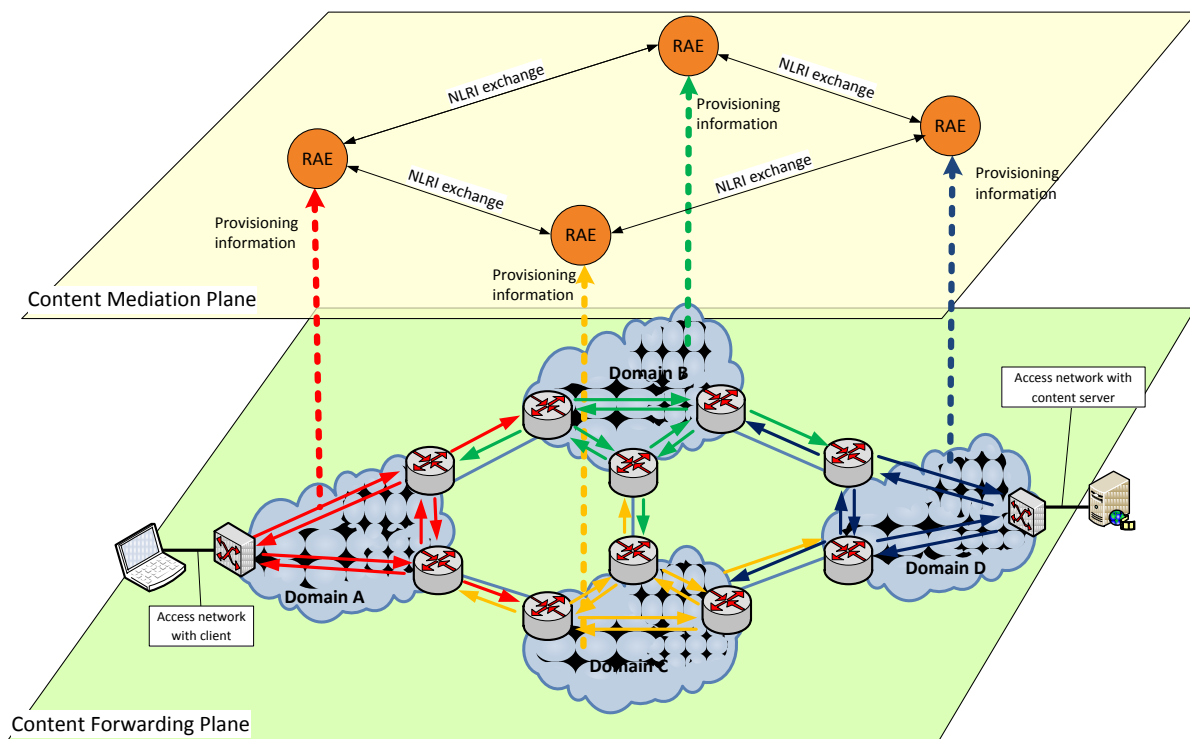 RAE
NLRI exchange
NLRI exchange
Provisioning
information
RAE
RAE
Provisioning
information
NLRI exchange
NLRI exchange
Provisioning
information
RAE
Provisioning
information
Content Mediation Plane
Domain B
Access network with
content server
Domain A
Domain D
Access network
with client
Domain C
Content Forwarding Plane